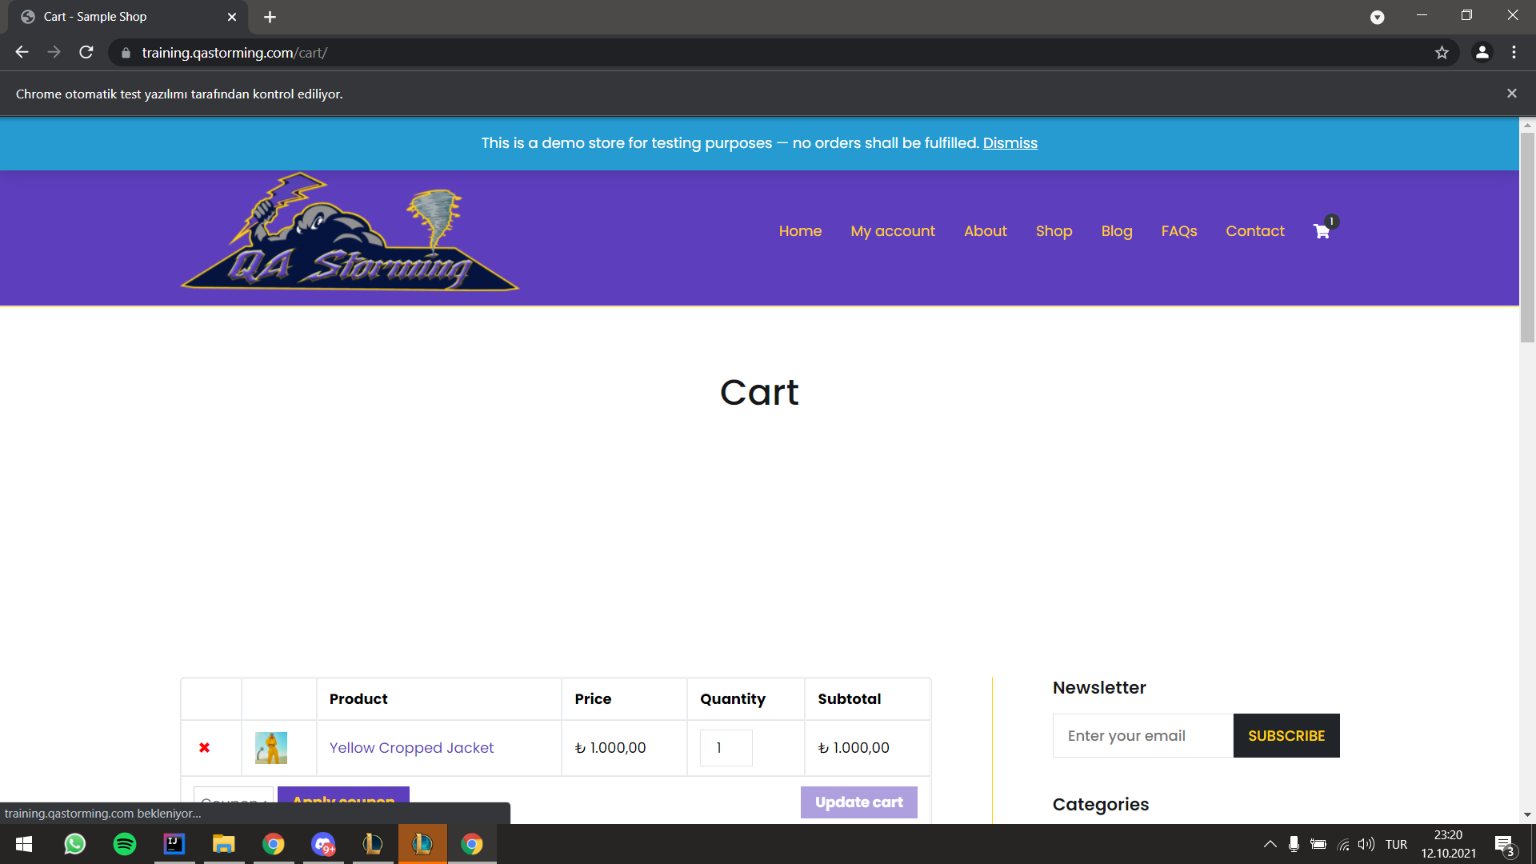 Cart - Sample Shop
training.qastorming.com/cart/
Chrome otomatik test yazılımı tarafından kontrol ediliyor.
This is a demo store for testing purposes — no orders shall be fulfilled. Dismiss
QA Storming
Home My account About Shop Blog FAQs Contact 1
Cart
Product Price Quantity Subtotal
Yellow Cropped Jacket ₺ 1.000,00 1 ₺ 1.000,00
Apply coupon Update cart
Newsletter
Enter your email SUBSCRIBE
Categories
training.qastorming.com bekleniyor...
IJ
9+
TUR
23:20
12.10.2021
3